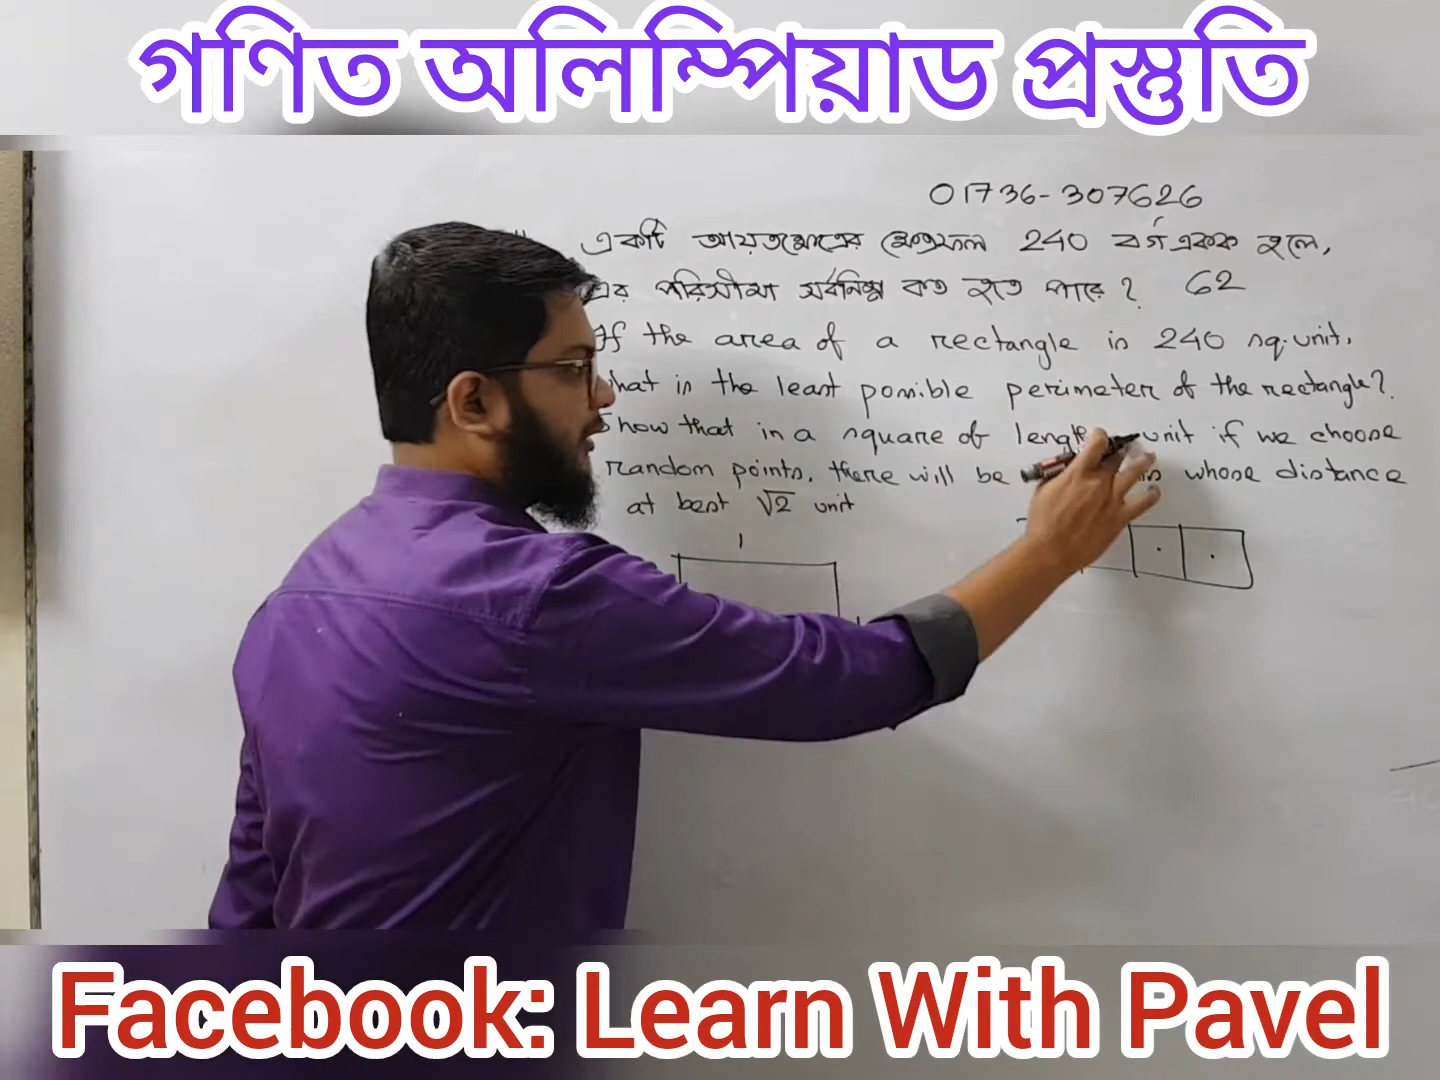 গণিত অলিম্পিয়াড প্রস্তুতি
01736-307626
একটি আয়তক্ষেত্রের ক্ষেত্রফল 240 বর্গ একক হলে,
এর পরিসীমা সর্বনিম্ন কত হতে পারে? 62
If the area of a rectangle is 240 sq.unit.
hat is the least possible perimeter of the rectangle?
Show that in a square of length unit if we choose
random points, there will be whose distance
at best √2 unit
1
Facebook: Learn With Pavel